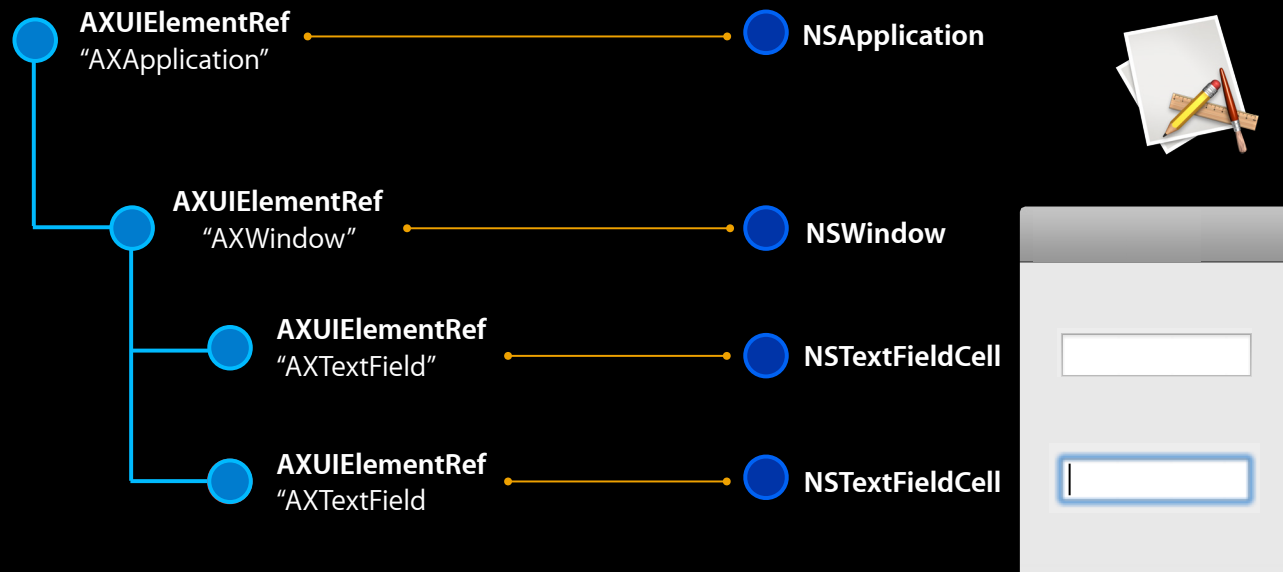 AXUIElementRef
“AXApplication”
NSApplication
AXUIElementRef
“AXWindow”
NSWindow
AXUIElementRef
“AXTextField”
NSTextFieldCell
AXUIElementRef
“AXTextField
NSTextFieldCell